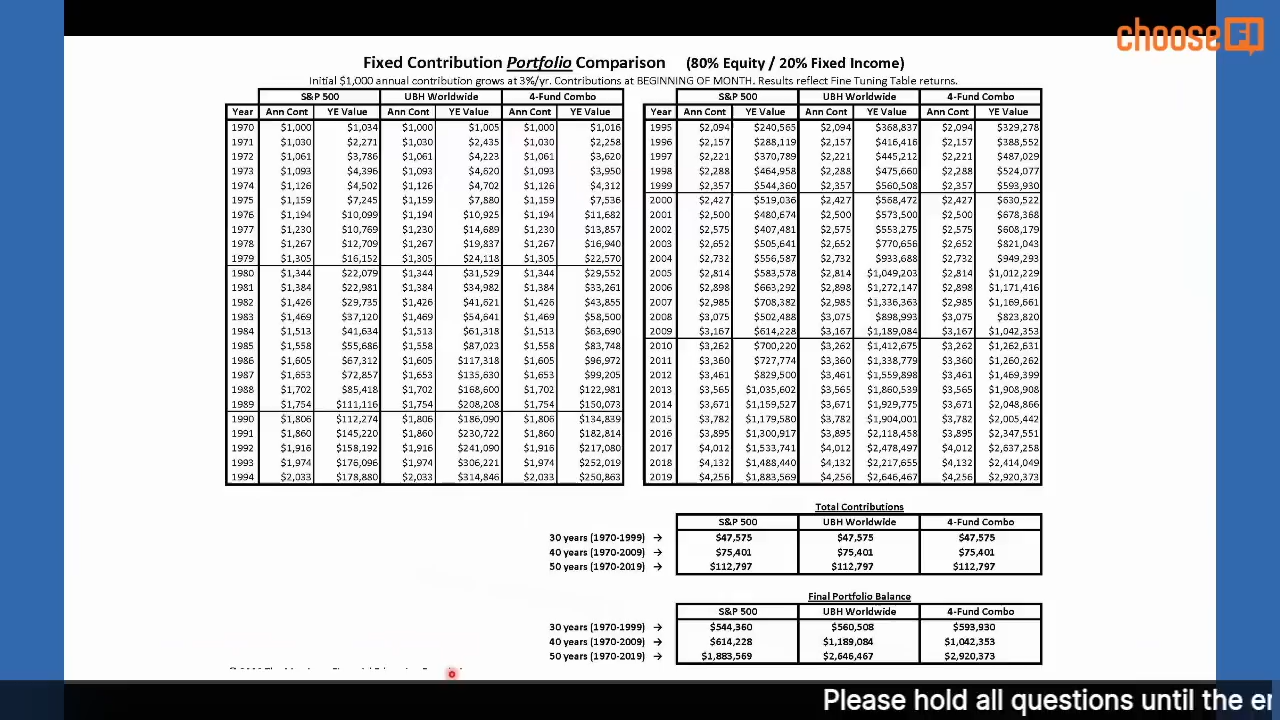 chooseFI
Fixed Contribution Portfolio Comparison (80% Equity / 20% Fixed Income)
Initial $1,000 annual contribution grows at 3%/yr. Contributions at BEGINNING OF MONTH. Results reflect Fine Tuning Table returns.
S&P 500 UBH Worldwide 4-Fund Combo
Year Ann Cont YE Value Ann Cont YE Value Ann Cont YE Value
1970 $1,000 $1,034 $1,000 $1,005 $1,000 $1,016
1971 $1,030 $2,271 $1,030 $2,435 $1,030 $2,258
1972 $1,061 $3,786 $1,061 $4,223 $1,061 $3,620
1973 $1,093 $4,396 $1,093 $4,620 $1,093 $3,950
1974 $1,126 $4,502 $1,126 $4,702 $1,126 $4,312
1975 $1,159 $7,245 $1,159 $7,880 $1,159 $7,536
1976 $1,194 $10,099 $1,194 $10,925 $1,194 $11,682
1977 $1,230 $10,769 $1,230 $14,689 $1,230 $13,857
1978 $1,267 $12,709 $1,267 $19,837 $1,267 $16,940
1979 $1,305 $16,152 $1,305 $24,118 $1,305 $22,570
1980 $1,344 $22,079 $1,344 $31,529 $1,344 $29,552
1981 $1,384 $22,981 $1,384 $34,982 $1,384 $33,261
1982 $1,426 $29,735 $1,426 $41,621 $1,426 $43,855
1983 $1,469 $37,120 $1,469 $54,641 $1,469 $58,500
1984 $1,513 $41,634 $1,513 $61,318 $1,513 $63,690
1985 $1,558 $55,686 $1,558 $87,023 $1,558 $83,748
1986 $1,605 $67,312 $1,605 $117,318 $1,605 $96,972
1987 $1,653 $72,857 $1,653 $135,630 $1,653 $99,205
1988 $1,702 $85,418 $1,702 $168,600 $1,702 $122,981
1989 $1,754 $111,116 $1,754 $208,208 $1,754 $150,073
1990 $1,806 $112,274 $1,806 $186,090 $1,806 $134,839
1991 $1,860 $145,220 $1,860 $230,722 $1,860 $182,814
1992 $1,916 $158,192 $1,916 $241,090 $1,916 $217,080
1993 $1,974 $176,096 $1,974 $306,221 $1,974 $252,019
1994 $2,033 $178,880 $2,033 $314,846 $2,033 $250,863
S&P 500 UBH Worldwide 4-Fund Combo
Year Ann Cont YE Value Ann Cont YE Value Ann Cont YE Value
1995 $2,094 $240,565 $2,094 $368,837 $2,094 $329,278
1996 $2,157 $288,119 $2,157 $416,416 $2,157 $388,552
1997 $2,221 $370,789 $2,221 $445,212 $2,221 $487,029
1998 $2,288 $464,958 $2,288 $475,660 $2,288 $524,077
1999 $2,357 $544,360 $2,357 $560,508 $2,357 $593,930
2000 $2,427 $519,036 $2,427 $568,472 $2,427 $630,522
2001 $2,500 $480,674 $2,500 $573,500 $2,500 $678,368
2002 $2,575 $407,481 $2,575 $553,275 $2,575 $608,179
2003 $2,652 $505,641 $2,652 $770,656 $2,652 $821,043
2004 $2,732 $556,587 $2,732 $933,688 $2,732 $949,293
2005 $2,814 $583,578 $2,814 $1,049,203 $2,814 $1,012,229
2006 $2,898 $663,292 $2,898 $1,272,147 $2,898 $1,171,416
2007 $2,985 $708,382 $2,985 $1,336,363 $2,985 $1,169,661
2008 $3,075 $502,488 $3,075 $898,993 $3,075 $823,820
2009 $3,167 $614,228 $3,167 $1,189,084 $3,167 $1,042,353
2010 $3,262 $700,220 $3,262 $1,412,675 $3,262 $1,262,631
2011 $3,360 $727,774 $3,360 $1,338,779 $3,360 $1,260,262
2012 $3,461 $829,500 $3,461 $1,559,898 $3,461 $1,469,399
2013 $3,565 $1,035,602 $3,565 $1,860,539 $3,565 $1,908,908
2014 $3,671 $1,159,527 $3,671 $1,929,775 $3,671 $2,048,866
2015 $3,782 $1,179,580 $3,782 $1,904,001 $3,782 $2,005,442
2016 $3,895 $1,300,917 $3,895 $2,118,458 $3,895 $2,347,551
2017 $4,012 $1,533,741 $4,012 $2,478,497 $4,012 $2,637,258
2018 $4,132 $1,488,440 $4,132 $2,217,655 $4,132 $2,414,049
2019 $4,256 $1,883,569 $4,256 $2,646,467 $4,256 $2,920,373
Total Contributions
S&P 500 UBH Worldwide 4-Fund Combo
30 years (1970-1999) → $47,575 $47,575 $47,575
40 years (1970-2009) → $75,401 $75,401 $75,401
50 years (1970-2019) → $112,797 $112,797 $112,797
Final Portfolio Balance
S&P 500 UBH Worldwide 4-Fund Combo
30 years (1970-1999) → $544,360 $560,508 $593,930
40 years (1970-2009) → $614,228 $1,189,084 $1,042,353
50 years (1970-2019) → $1,883,569 $2,646,467 $2,920,373
Please hold all questions until the